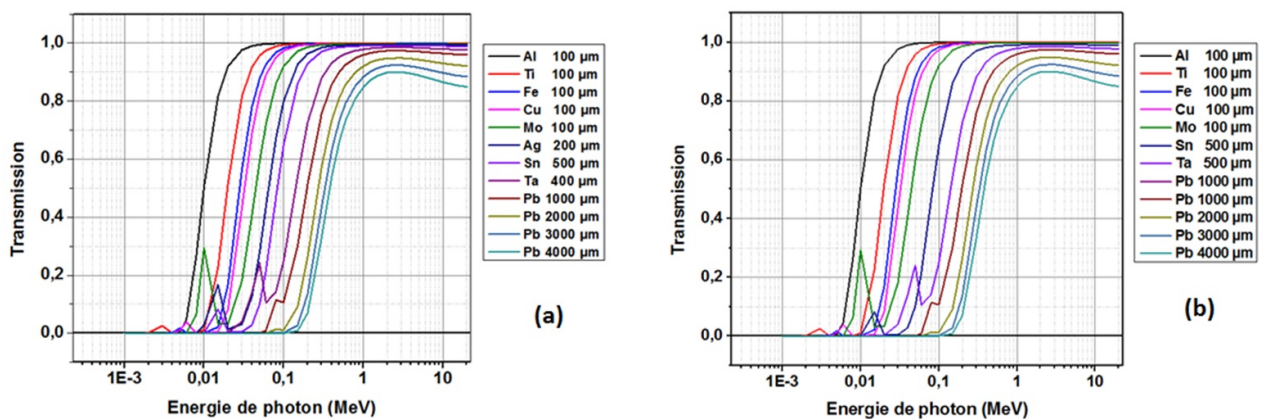 1,0
0,8
0,6
0,4
0,2
0,0
Transmission
1E-3 0,01 0,1 1 10
Energie de photon (MeV)
Al 100 µm
Ti 100 µm
Fe 100 µm
Cu 100 µm
Mo 100 µm
Ag 200 µm
Sn 500 µm
Ta 400 µm
Pb 1000 µm
Pb 2000 µm
Pb 3000 µm
Pb 4000 µm
(a)
1,0
0,8
0,6
0,4
0,2
0,0
Transmission
1E-3 0,01 0,1 1 10
Energie de photon (MeV)
Al 100 µm
Ti 100 µm
Fe 100 µm
Cu 100 µm
Mo 100 µm
Sn 500 µm
Ta 500 µm
Pb 1000 µm
Pb 1000 µm
Pb 2000 µm
Pb 3000 µm
Pb 4000 µm
(b)